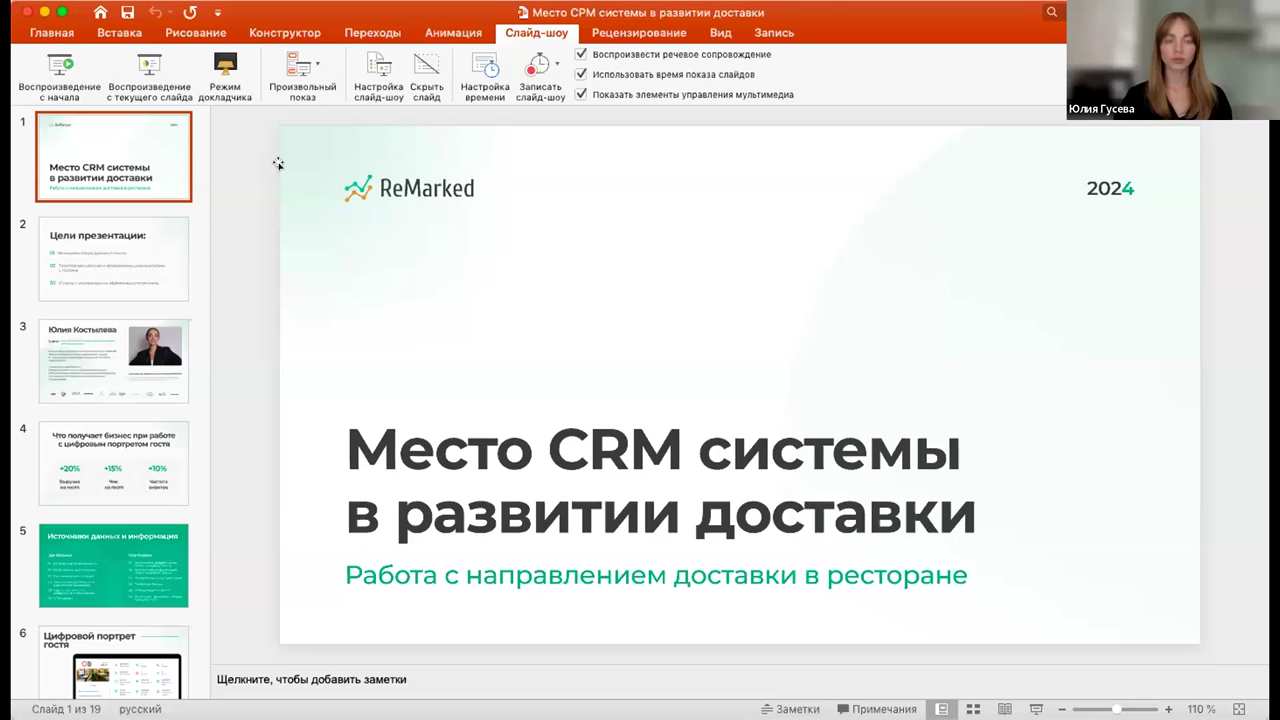 Место CPM системы в развитии доставки
Главная Вставка Рисование Конструктор Переходы Анимация Слайд-шоу Рецензирование Вид Запись
Воспроизведение с начала
Воспроизведение с текущего слайда
Режим докладчика
Произвольный показ
Настройка слайд-шоу
Скрыть слайд
Настройка времени
Записать слайд-шоу
Воспроизвести речевое сопровождение
Использовать время показа слайдов
Показать элементы управления мультимедиа
Юлия Гусева
1
Место CRM системы
в развитии доставки
Работа с направлением доставки в ресторане
2
Цели презентации:
3
Юлия Костылева
4
Что получает бизнес при работе
с цифровым портретом гостя
+20% +15% +10%
Выручка на гостя
Чек на гостя
Частота визитов
5
Источники данных и информация
6
Цифровой портрет
гостя
ReMarked
2024
Место CRM системы
в развитии доставки
Работа с направлением доставки в ресторане
Щелкните, чтобы добавить заметки
Слайд 1 из 19 русский Заметки Примечания 110 %